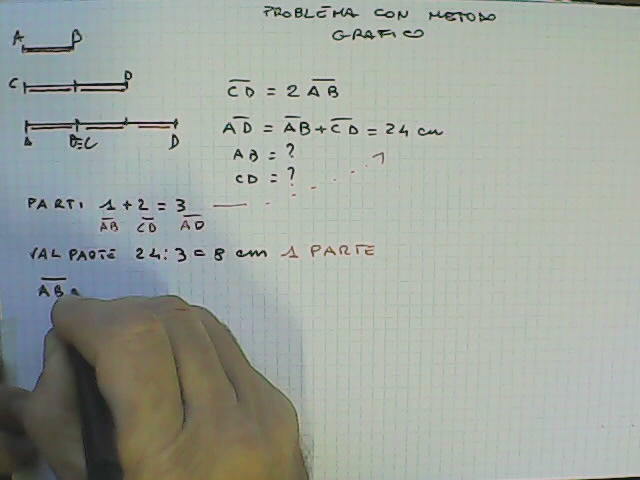 PROBLEMA CON METODO
GRAFICO
A B
C D
A B≡C D
CD = 2 AB
AD = AB + CD = 24 cm
AB = ?
CD = ?
PARTI 1 + 2 = 3
AB CD AD
VAL PARTE 24 : 3 = 8 cm 1 PARTE
AB =